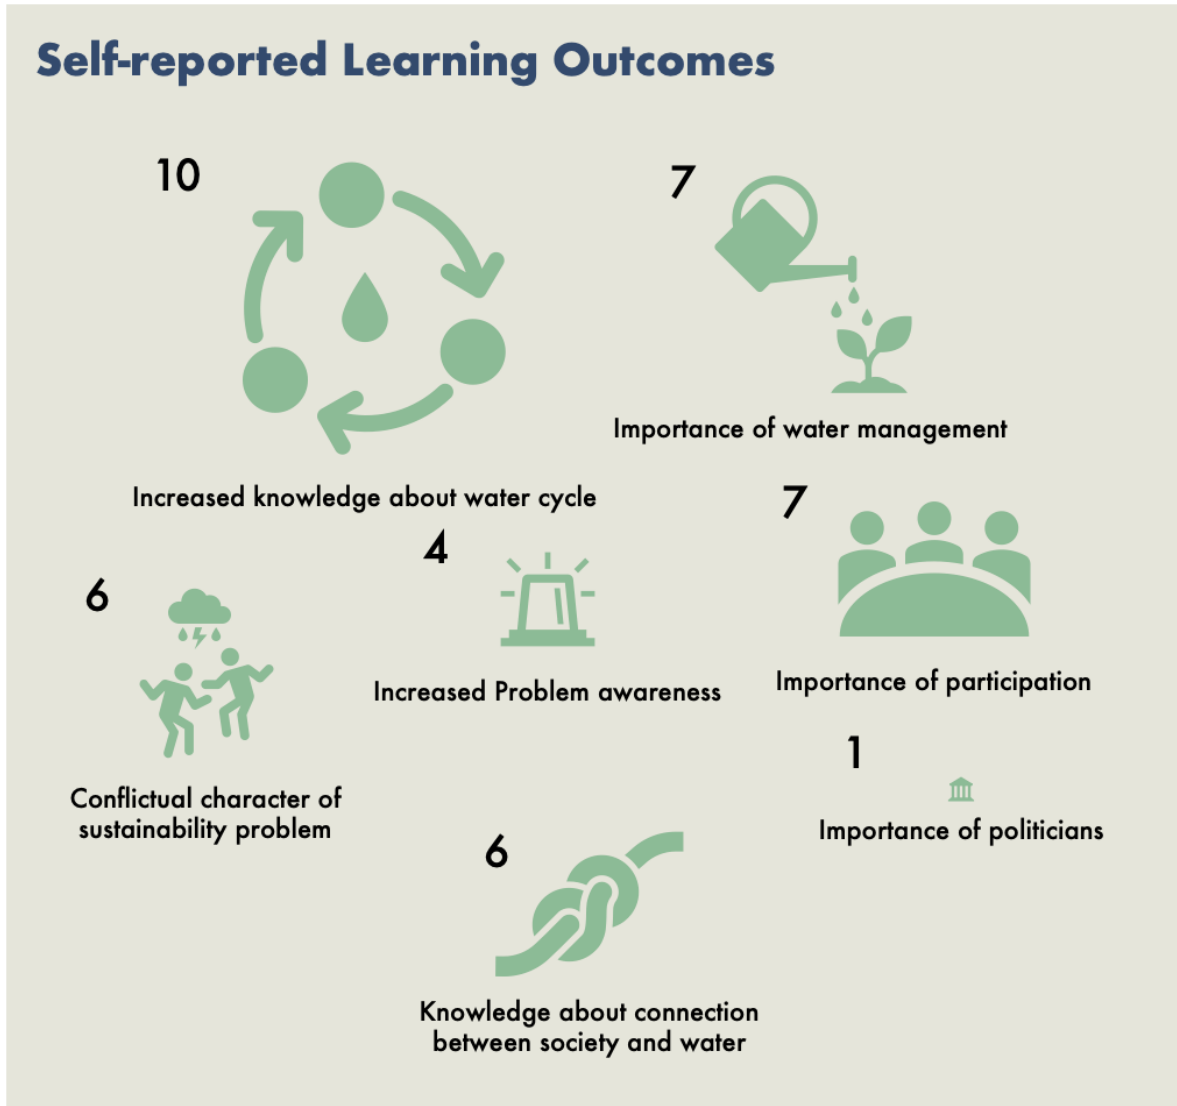 Self-reported Learning Outcomes
10
Increased knowledge about water cycle
7
Importance of water management
7
Importance of participation
4
Increased Problem awareness
6
Conflictual character of
sustainability problem
1
Importance of politicians
6
Knowledge about connection
between society and water